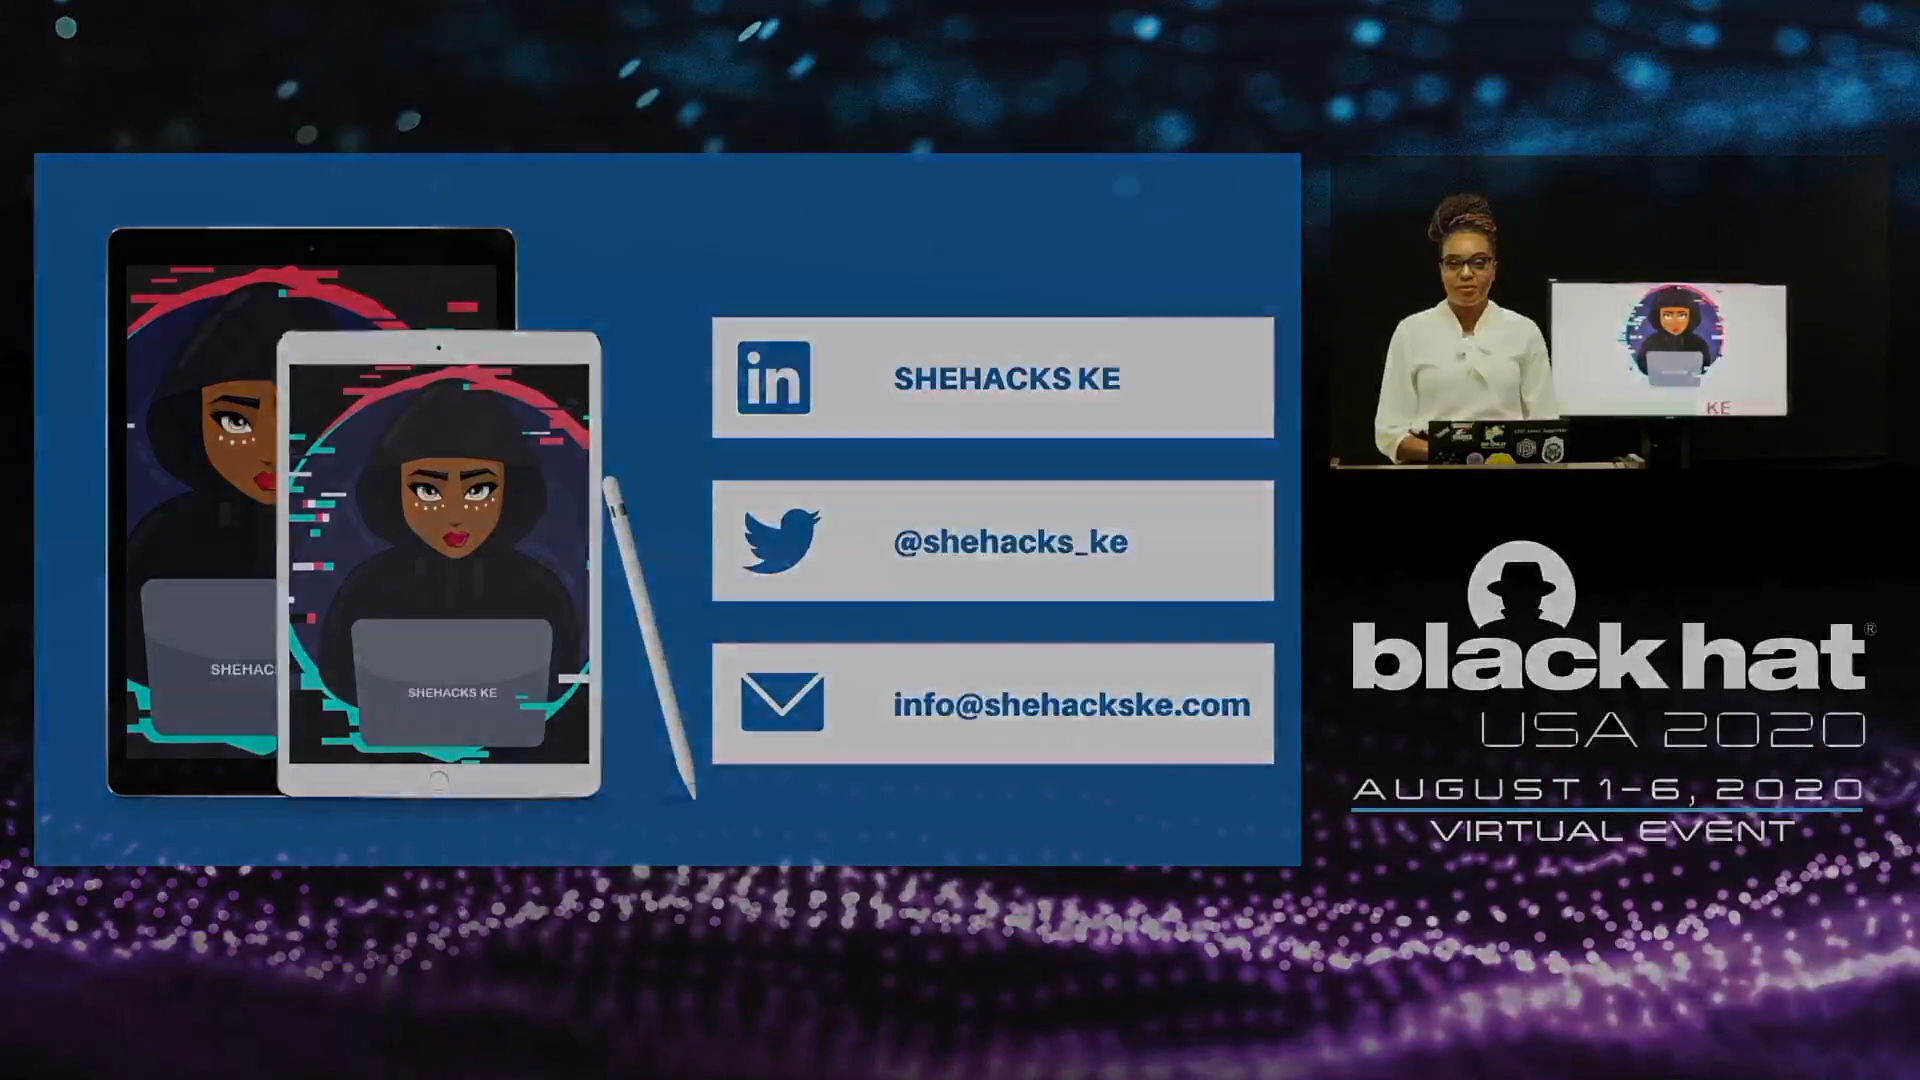 SHEHACKS KE
@shehacks_ke
info@shehackske.com
SHEHAC
SHEHACKS KE
KE
black hat®
USA 2020
AUGUST 1-6, 2020
VIRTUAL EVENT